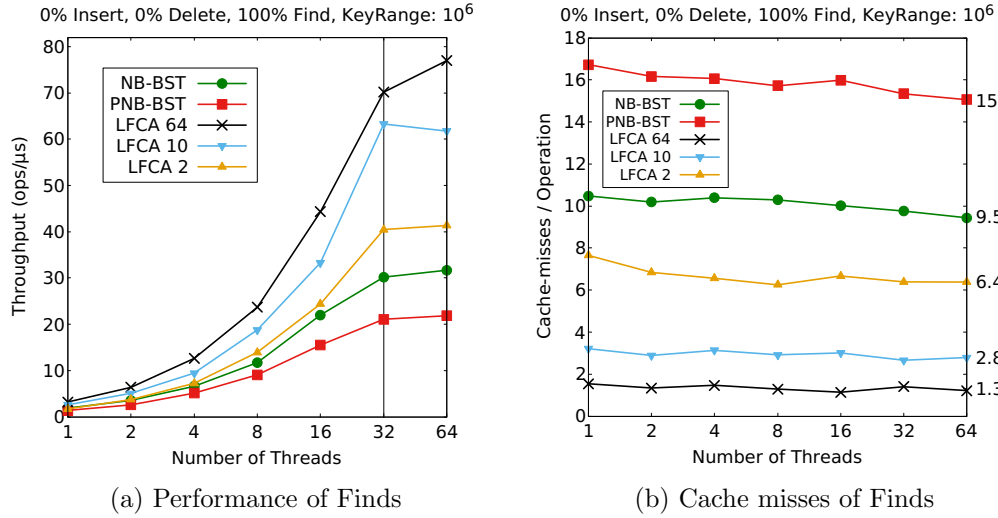 0% Insert, 0% Delete, 100% Find, KeyRange: 10⁶
80
70
60
50
40
30
20
10
0
Throughput (ops/μs)
NB-BST
PNB-BST
LFCA 64
LFCA 10
LFCA 2
1 2 4 8 16 32 64
Number of Threads
(a) Performance of Finds
0% Insert, 0% Delete, 100% Find, KeyRange: 10⁶
18
16
14
12
10
8
6
4
2
0
Cache-misses / Operation
NB-BST
PNB-BST
LFCA 64
LFCA 10
LFCA 2
15
9.5
6.4
2.8
1.3
1 2 4 8 16 32 64
Number of Threads
(b) Cache misses of Finds